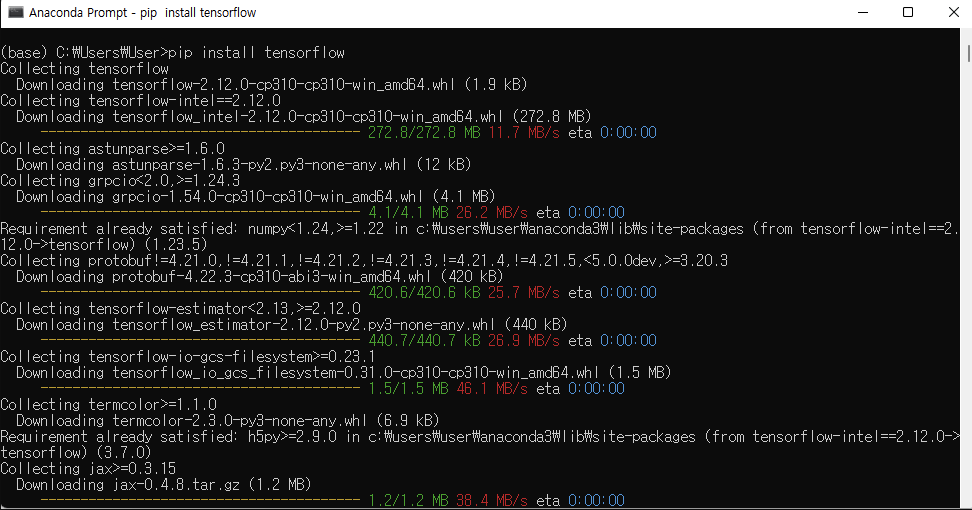 Anaconda Prompt - pip  install tensorflow
(base) C:₩Users₩User>pip install tensorflow
Collecting tensorflow
  Downloading tensorflow-2.12.0-cp310-cp310-win_amd64.whl (1.9 kB)
Collecting tensorflow-intel==2.12.0
  Downloading tensorflow_intel-2.12.0-cp310-cp310-win_amd64.whl (272.8 MB)
     ---------------------------------------- 272.8/272.8 MB 11.7 MB/s eta 0:00:00
Collecting astunparse>=1.6.0
  Downloading astunparse-1.6.3-py2.py3-none-any.whl (12 kB)
Collecting grpcio<2.0,>=1.24.3
  Downloading grpcio-1.54.0-cp310-cp310-win_amd64.whl (4.1 MB)
     ---------------------------------------- 4.1/4.1 MB 26.2 MB/s eta 0:00:00
Requirement already satisfied: numpy<1.24,>=1.22 in c:₩users₩user₩anaconda3₩lib₩site-packages (from tensorflow-intel==2.
12.0->tensorflow) (1.23.5)
Collecting protobuf!=4.21.0,!=4.21.1,!=4.21.2,!=4.21.3,!=4.21.4,!=4.21.5,<5.0.0dev,>=3.20.3
  Downloading protobuf-4.22.3-cp310-abi3-win_amd64.whl (420 kB)
     ---------------------------------------- 420.6/420.6 kB 25.7 MB/s eta 0:00:00
Collecting tensorflow-estimator<2.13,>=2.12.0
  Downloading tensorflow_estimator-2.12.0-py2.py3-none-any.whl (440 kB)
     ---------------------------------------- 440.7/440.7 kB 26.9 MB/s eta 0:00:00
Collecting tensorflow-io-gcs-filesystem>=0.23.1
  Downloading tensorflow_io_gcs_filesystem-0.31.0-cp310-cp310-win_amd64.whl (1.5 MB)
     ---------------------------------------- 1.5/1.5 MB 46.1 MB/s eta 0:00:00
Collecting termcolor>=1.1.0
  Downloading termcolor-2.3.0-py3-none-any.whl (6.9 kB)
Requirement already satisfied: h5py>=2.9.0 in c:₩users₩user₩anaconda3₩lib₩site-packages (from tensorflow-intel==2.12.0->
tensorflow) (3.7.0)
Collecting jax>=0.3.15
  Downloading jax-0.4.8.tar.gz (1.2 MB)
     ---------------------------------------- 1.2/1.2 MB 38.4 MB/s eta 0:00:00